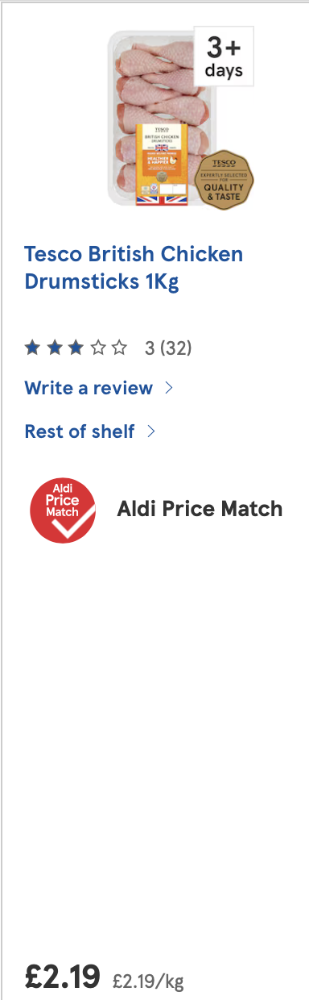 3+
days
TESCO
BRITISH CHICKEN
DRUMSTICKS
HEALTHIER
& HAPPIER
TESCO
EXPERTLY SELECTED
FOR
QUALITY
& TASTE
Tesco British Chicken
Drumsticks 1Kg
3 (32)
Write a review
Rest of shelf
Aldi
Price
Match
Aldi Price Match
£2.19 £2.19/kg